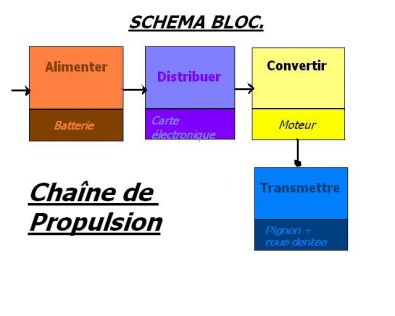 SCHEMA BLOC.
Alimenter
Batterie
Distribuer
Carte
électronique
Convertir
Moteur
Transmettre
Pignon +
roue dentée
Chaîne de
Propulsion